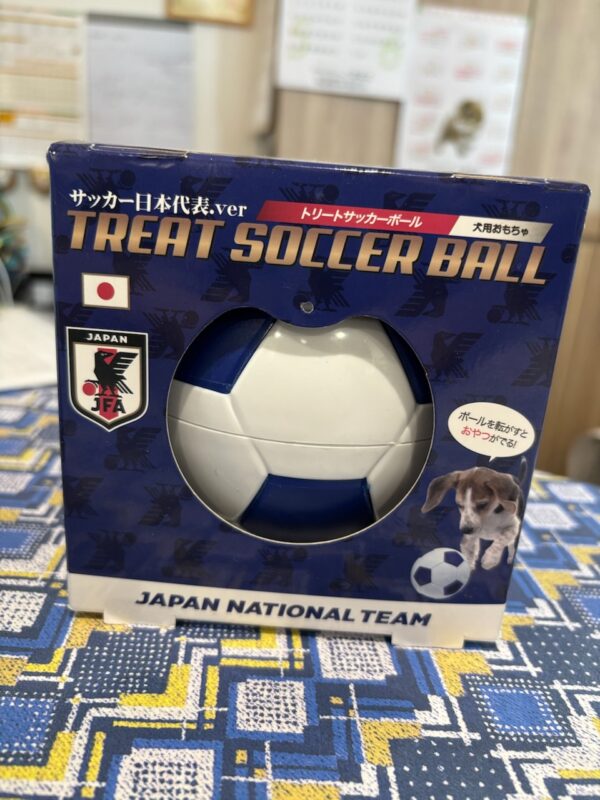 サッカー日本代表.ver
トリートサッカーボール
犬用おもちゃ
TREAT SOCCER BALL
JAPAN
JFA
ボールを転がすと
おやつがでる!
JAPAN NATIONAL TEAM